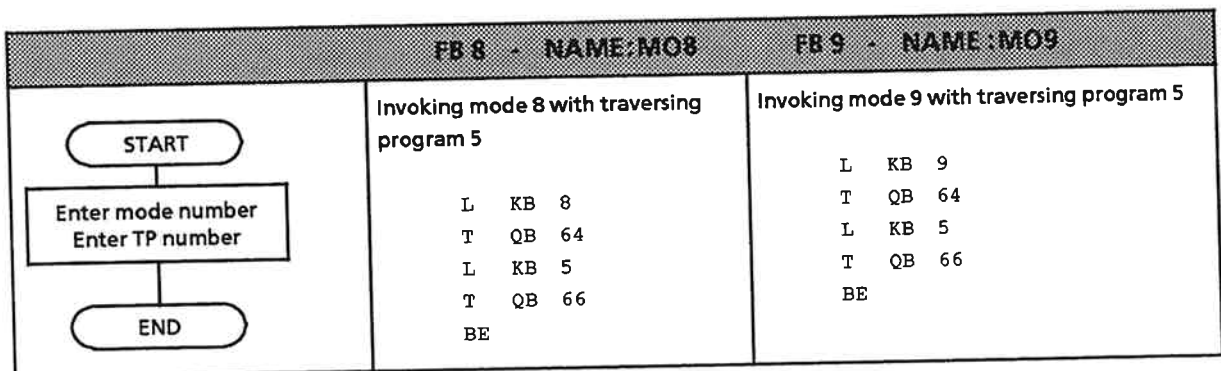 FB 8 - NAME:MO8
FB 9 - NAME:MO9
START
Enter mode number
Enter TP number
END
Invoking mode 8 with traversing
program 5
L KB 8
T QB 64
L KB 5
T QB 66
BE
Invoking mode 9 with traversing program 5
L KB 9
T QB 64
L KB 5
T QB 66
BE